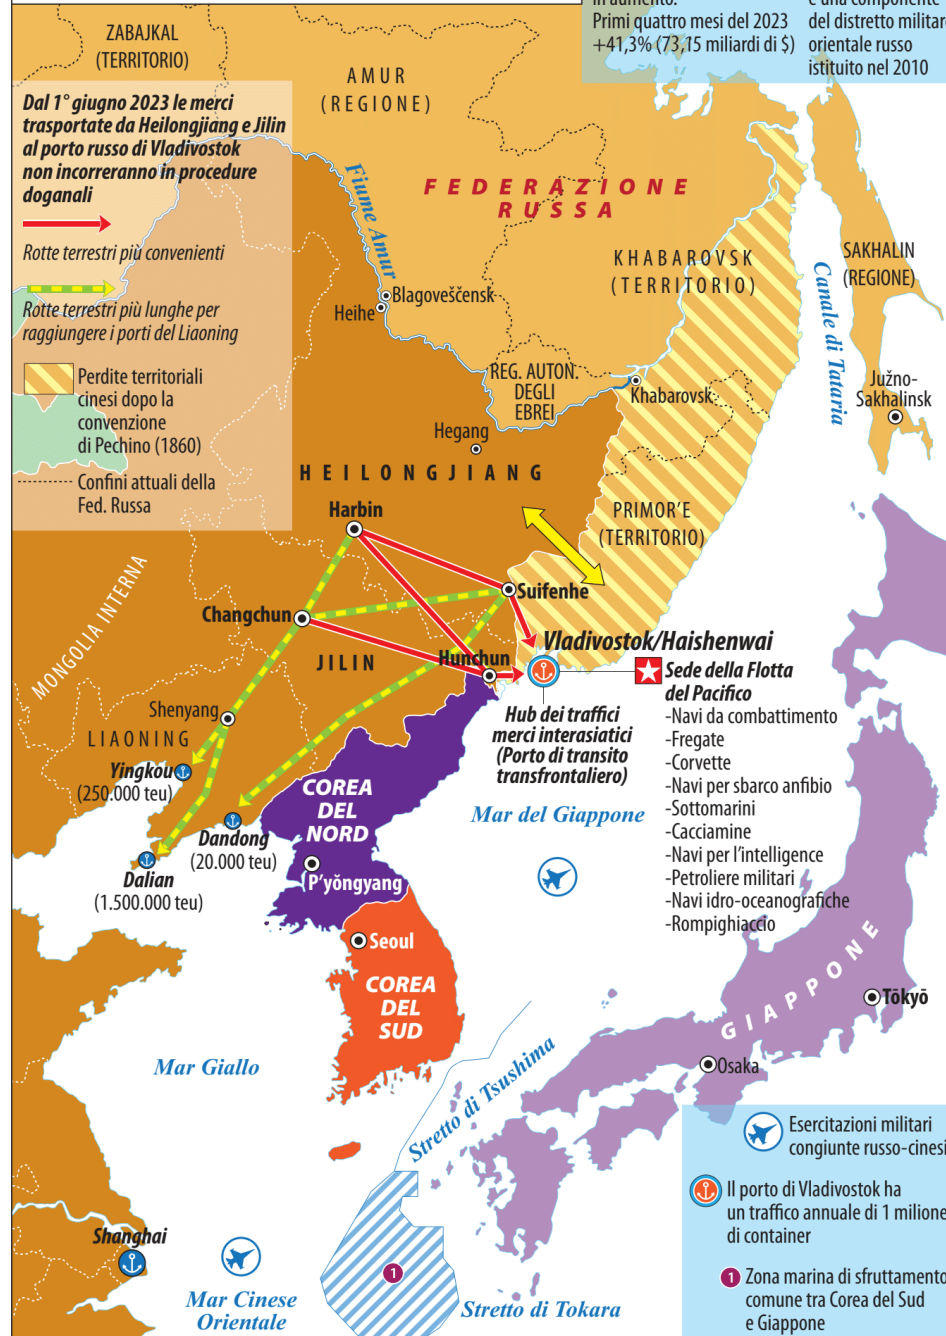 in aumento.
Primi quattro mesi del 2023
+41,3% (73,15 miliardi di $)
è una componente
del distretto militare
orientale russo
istituito nel 2010
ZABAJKAL
(TERRITORIO)
AMUR
(REGIONE)
Dal 1° giugno 2023 le merci
trasportate da Heilongjiang e Jilin
al porto russo di Vladivostok
non incorreranno in procedure
doganali
Rotte terrestri più convenienti
Rotte terrestri più lunghe per
raggiungere i porti del Liaoning
Perdite territoriali
cinesi dopo la
convenzione
di Pechino (1860)
Confini attuali della
Fed. Russa
Fiume Amur
FEDERAZIONE
RUSSA
KHABAROVSK
(TERRITORIO)
SAKHALIN
(REGIONE)
Canale di Tataria
Blagoveščensk
Heihe
REG. AUTON.
DEGLI
EBREI
Khabarovsk
Južno-
Sakhalinsk
Hegang
HEILONGJIANG
Harbin
PRIMOR'E
(TERRITORIO)
MONGOLIA INTERNA
Suifenhe
Changchun
JILIN
Hunchun
Vladivostok/Haishenwai
Sede della Flotta
del Pacifico
-Navi da combattimento
-Fregate
-Corvette
-Navi per sbarco anfibio
-Sottomarini
-Cacciamine
-Navi per l'intelligence
-Petroliere militari
-Navi idro-oceanografiche
-Rompighiaccio
Hub dei traffici
merci interasiatici
(Porto di transito
transfrontaliero)
Shenyang
LIAONING
Yingkou
(250.000 teu)
Dandong
(20.000 teu)
Dalian
(1.500.000 teu)
COREA
DEL
NORD
P'yŏngyang
Mar del Giappone
Seoul
COREA
DEL
SUD
GIAPPONE
Tōkyō
Osaka
Mar Giallo
Stretto di Tsushima
Shanghai
Mar Cinese
Orientale
1
Stretto di Tokara
Esercitazioni militari
congiunte russo-cinesi
Il porto di Vladivostok ha
un traffico annuale di 1 milione
di container
1 Zona marina di sfruttamento
comune tra Corea del Sud
e Giappone